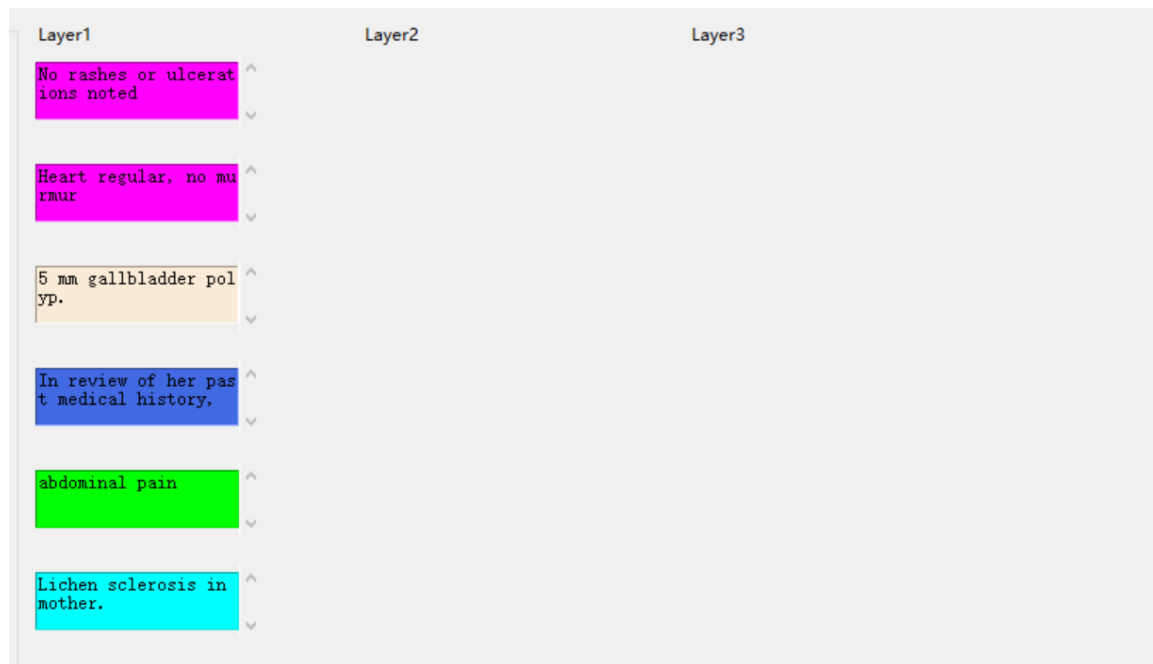 Layer1 Layer2 Layer3
No rashes or ulcerat
ions noted
Heart regular, no mu
rmur
5 mm gallbladder pol
yp.
In review of her pas
t medical history,
abdominal pain
Lichen sclerosis in
mother.